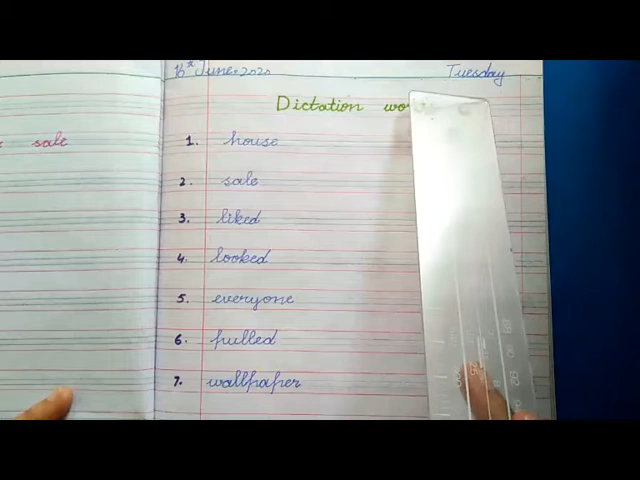 16th June, 2020 Tuesday
Dictation wo
sale
1. house
2. sale
3. liked
4. looked
5. everyone
6. pulled
7. wallpaper